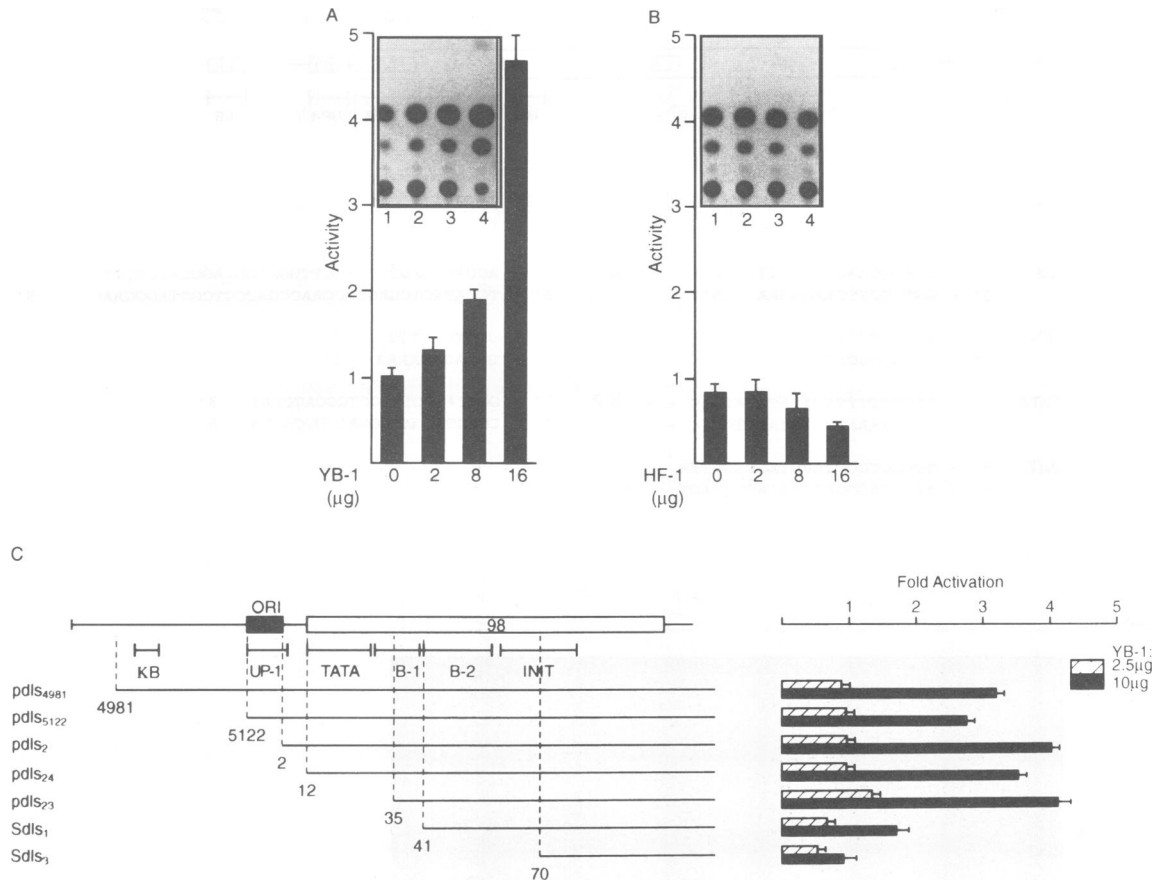 A
B
5
4
3
2
1
Activity
1 2 3 4
YB-1
(µg)
0 2 8 16
5
4
3
2
1
Activity
1 2 3 4
HF-1
(µg)
0 2 8 16
C
Fold Activation
1 2 3 4 5
ORI
98
KB
UP-1
TATA
B-1
B-2
INIT
YB-1:
2.5µg
10µg
pdls4981
4981
pdls5122
5122
pdls2
2
pdls24
12
pdls23
35
Sdls1
41
Sdls3
70